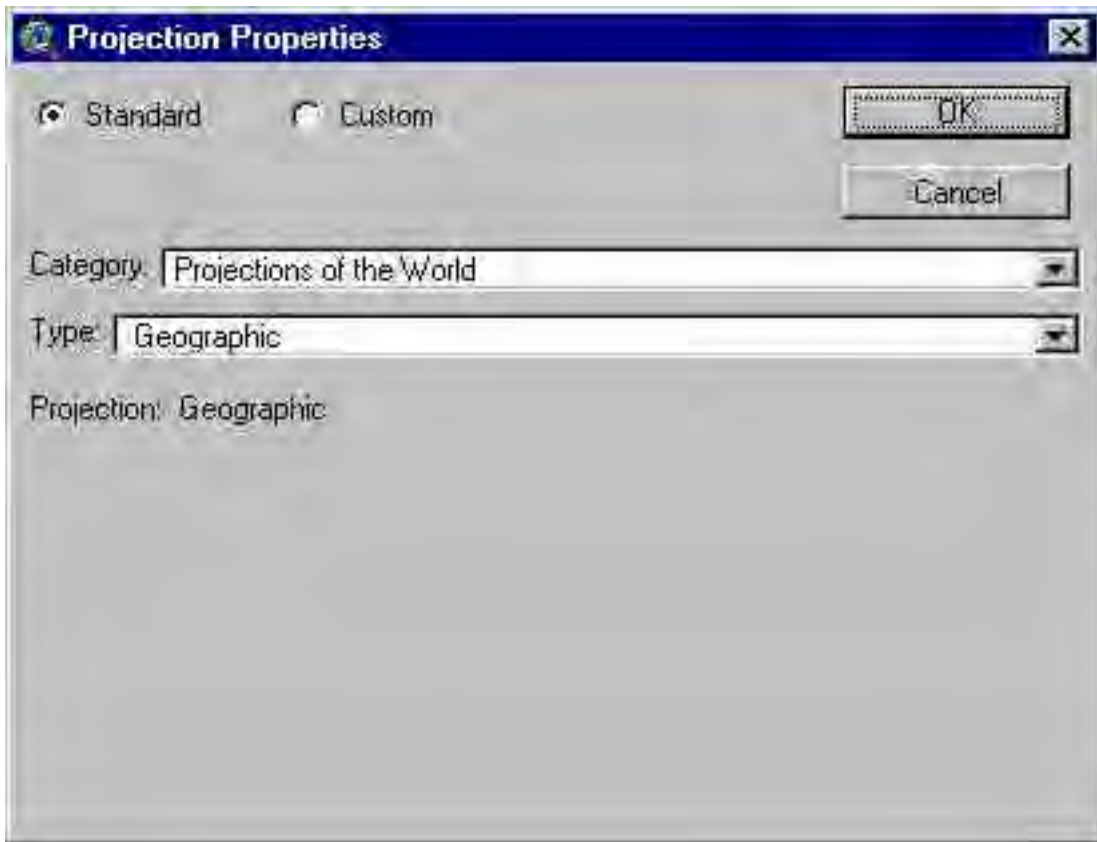 Projection Properties
Standard Custom OK
Cancel
Category: Projections of the World
Type: Geographic
Projection: Geographic